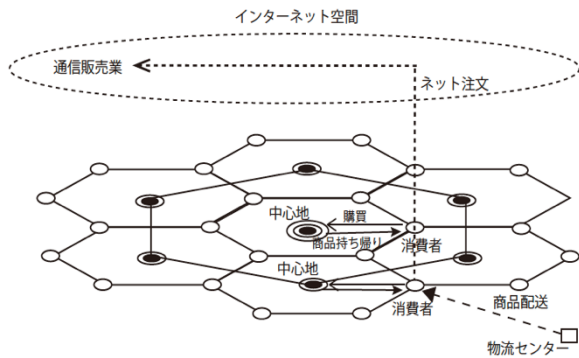 インターネット空間
通信販売業
ネット注文
中心地
購買
商品持ち帰り
消費者
中心地
消費者
商品配送
物流センター